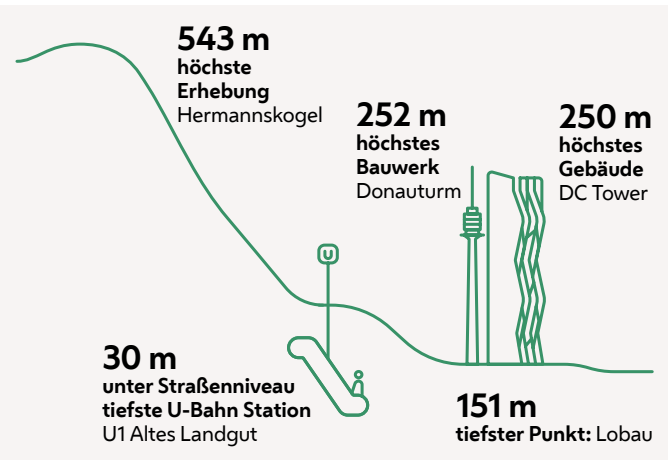 543 m
höchste
Erhebung
Hermannskogel
252 m
höchstes
Bauwerk
Donauturm
250 m
höchstes
Gebäude
DC Tower
U
30 m
unter Straßenniveau
tiefste U-Bahn Station
U1 Altes Landgut
151 m
tiefster Punkt: Lobau